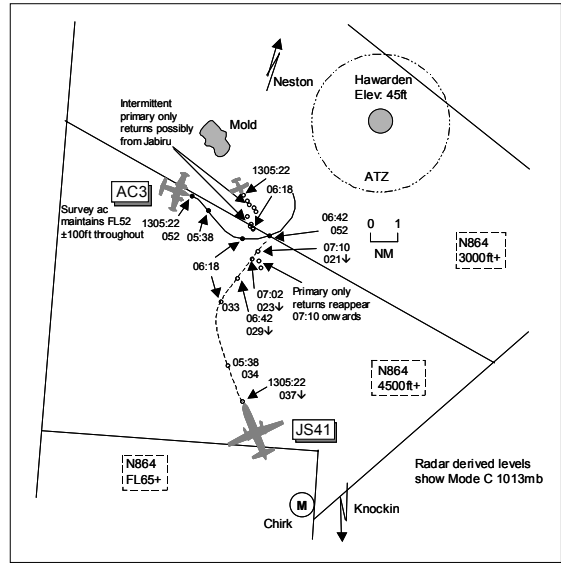 Neston
Hawarden
Elev: 45ft
ATZ
Intermittent
primary only
returns possibly
from Jabiru
Mold
1305:22
06:18
AC3
Survey ac
maintains FL52
±100ft throughout
1305:22
052
05:38
06:42
052
0 1
NM
07:10
021↓
N864
3000ft+
06:18
033
07:02
023↓
06:42
029↓
Primary only
returns reappear
07:10 onwards
05:38
034
1305:22
037↓
N864
4500ft+
JS41
N864
FL65+
Radar derived levels
show Mode C 1013mb
M
Chirk
Knockin